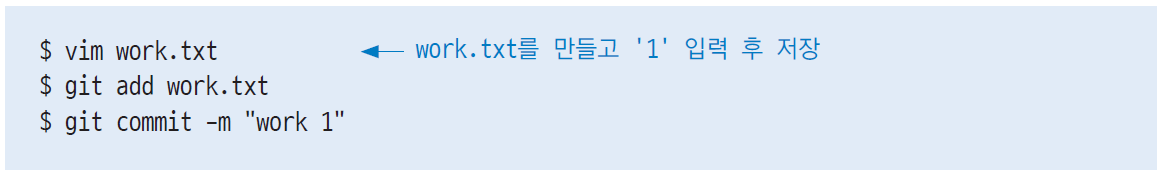 $ vim work.txt work.txt를 만들고 '1' 입력 후 저장
$ git add work.txt
$ git commit -m "work 1"